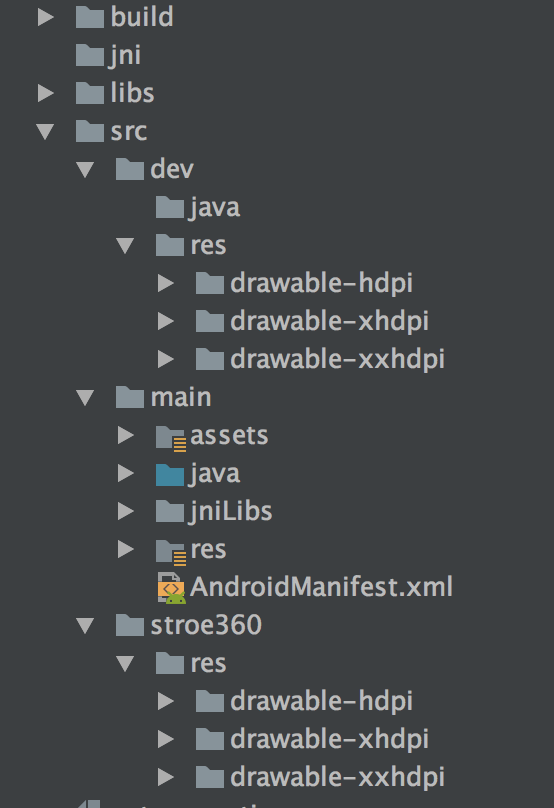 build
jni
libs
src
dev
java
res
drawable-hdpi
drawable-xhdpi
drawable-xxhdpi
main
assets
java
jniLibs
res
AndroidManifest.xml
stroe360
res
drawable-hdpi
drawable-xhdpi
drawable-xxhdpi